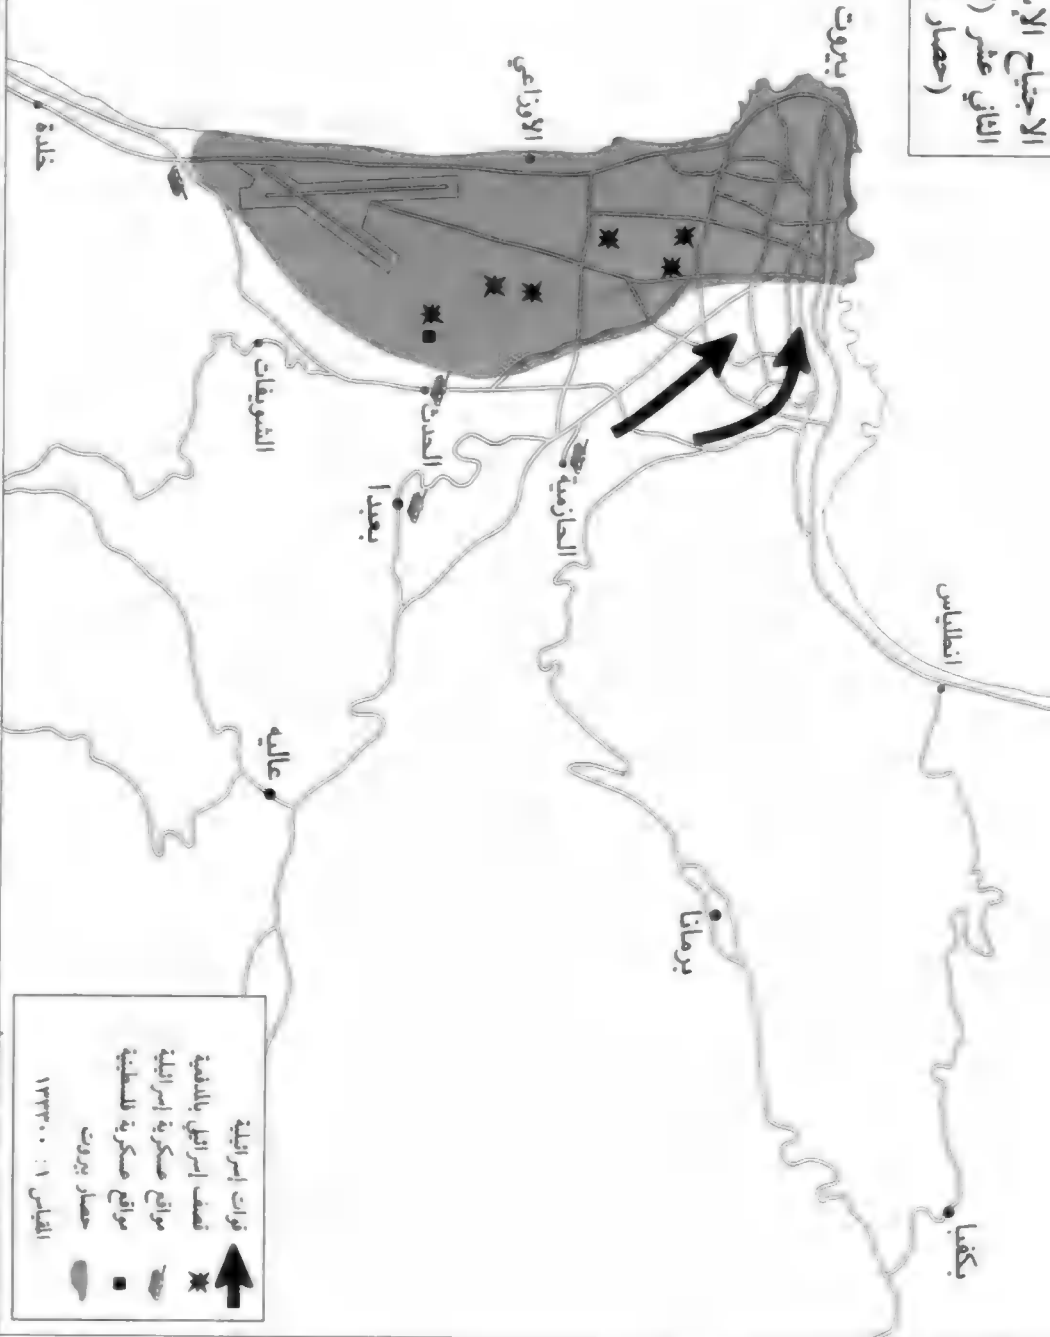 الاجتياح الإ
الثاني عشر (
(حصار
بيروت
انطلياس
بكفيا
برمانا
الأوزاعي
الحازمية
الحدث
بعبدا
الشويفات
عاليه
خلدة
قوات إسرائيلية
قصف إسرائيلي بالمدفعية
مواقع عسكرية إسرائيلية
مواقع عسكرية فلسطينية
حصار بيروت
المقياس ١: ١٣٣٣٠٠